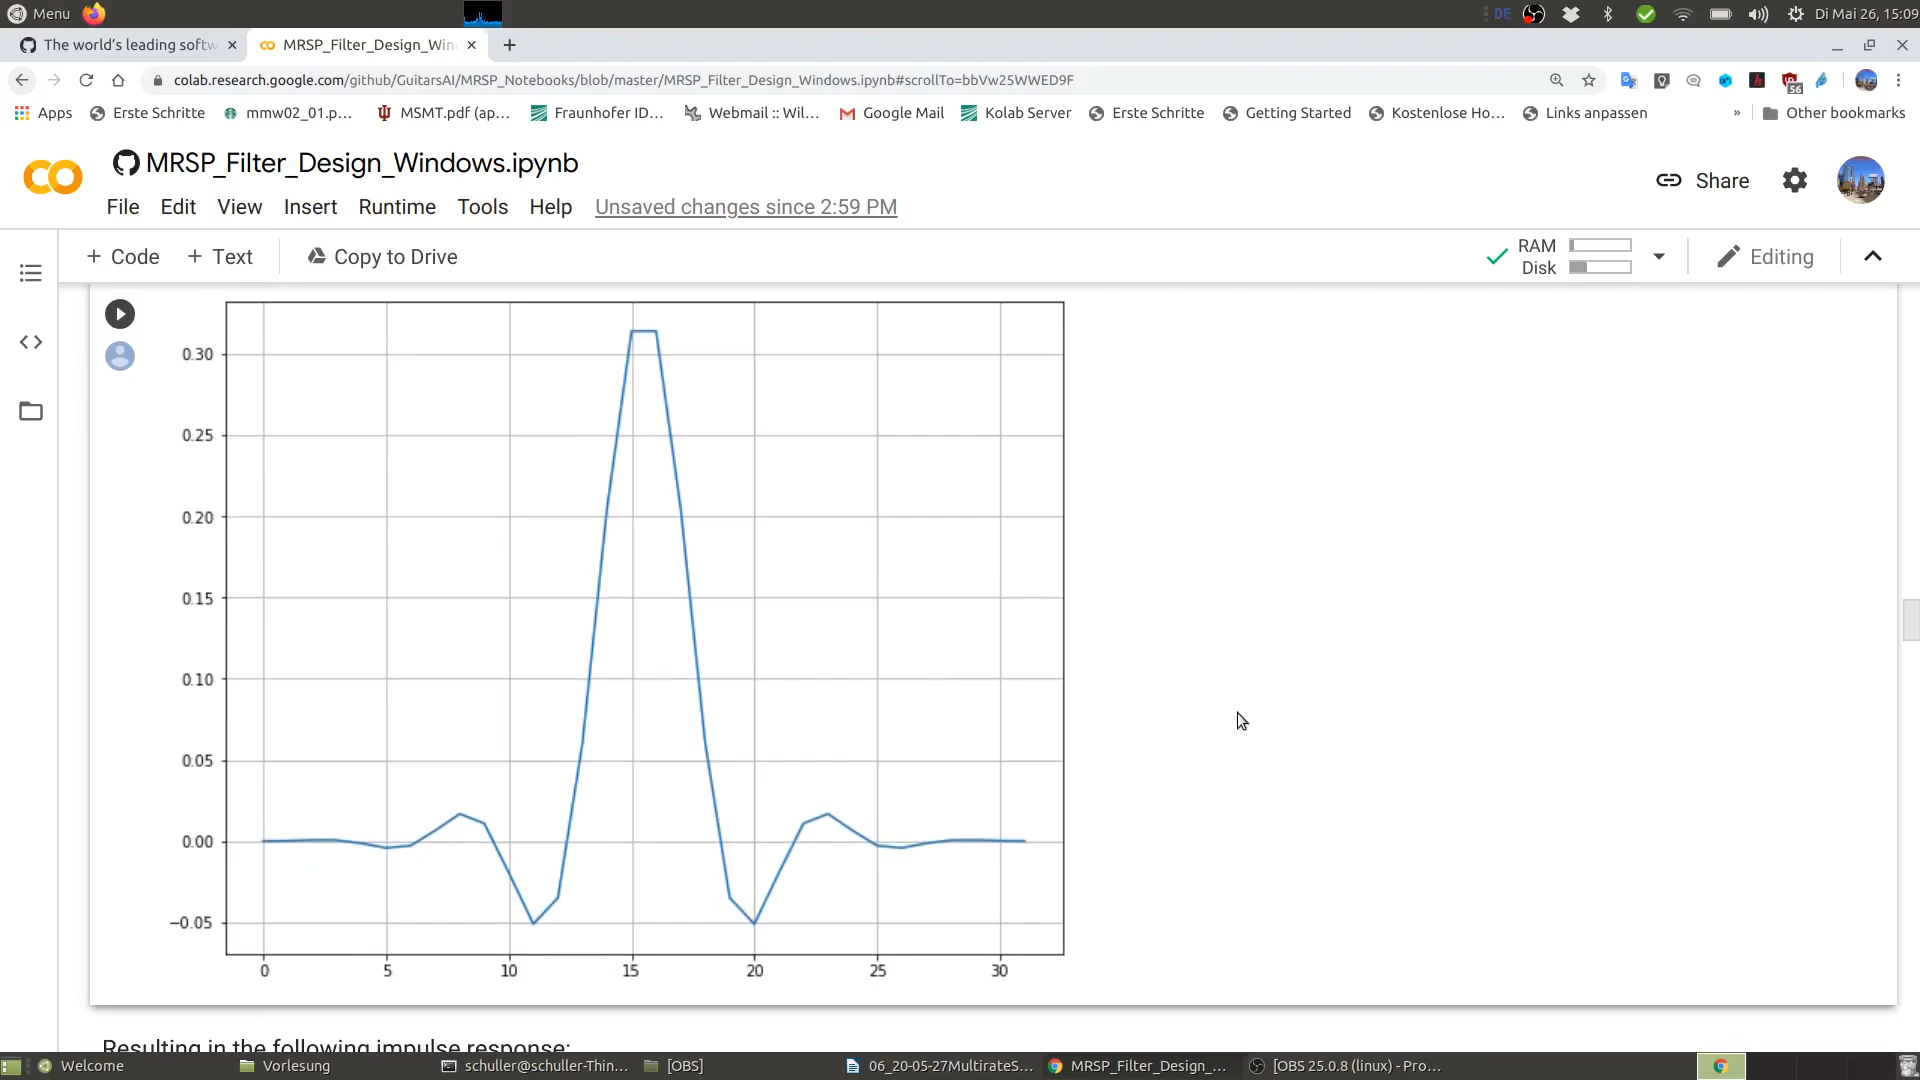 Menu
DE
Di Mai 26, 15:09
The world's leading softw
MRSP_Filter_Design_Win
colab.research.google.com/github/GuitarsAI/MRSP_Notebooks/blob/master/MRSP_Filter_Design_Windows.ipynb#scrollTo=bbVw25WWED9F
56
Apps
Erste Schritte
mmw02_01.p...
MSMT.pdf (ap...
Fraunhofer ID...
Webmail :: Wil...
Google Mail
Kolab Server
Erste Schritte
Getting Started
Kostenlose Ho...
Links anpassen
»
Other bookmarks
MRSP_Filter_Design_Windows.ipynb
Share
File Edit View Insert Runtime Tools Help Unsaved changes since 2:59 PM
+ Code + Text Copy to Drive
RAM
Disk
Editing
0.30
0.25
0.20
0.15
0.10
0.05
0.00
−0.05
0 5 10 15 20 25 30
Resulting in the following impulse response:
Welcome
Vorlesung
schuller@schuller-Thin...
[OBS]
06_20-05-27MultirateS...
MRSP_Filter_Design_...
[OBS 25.0.8 (linux) - Pro...